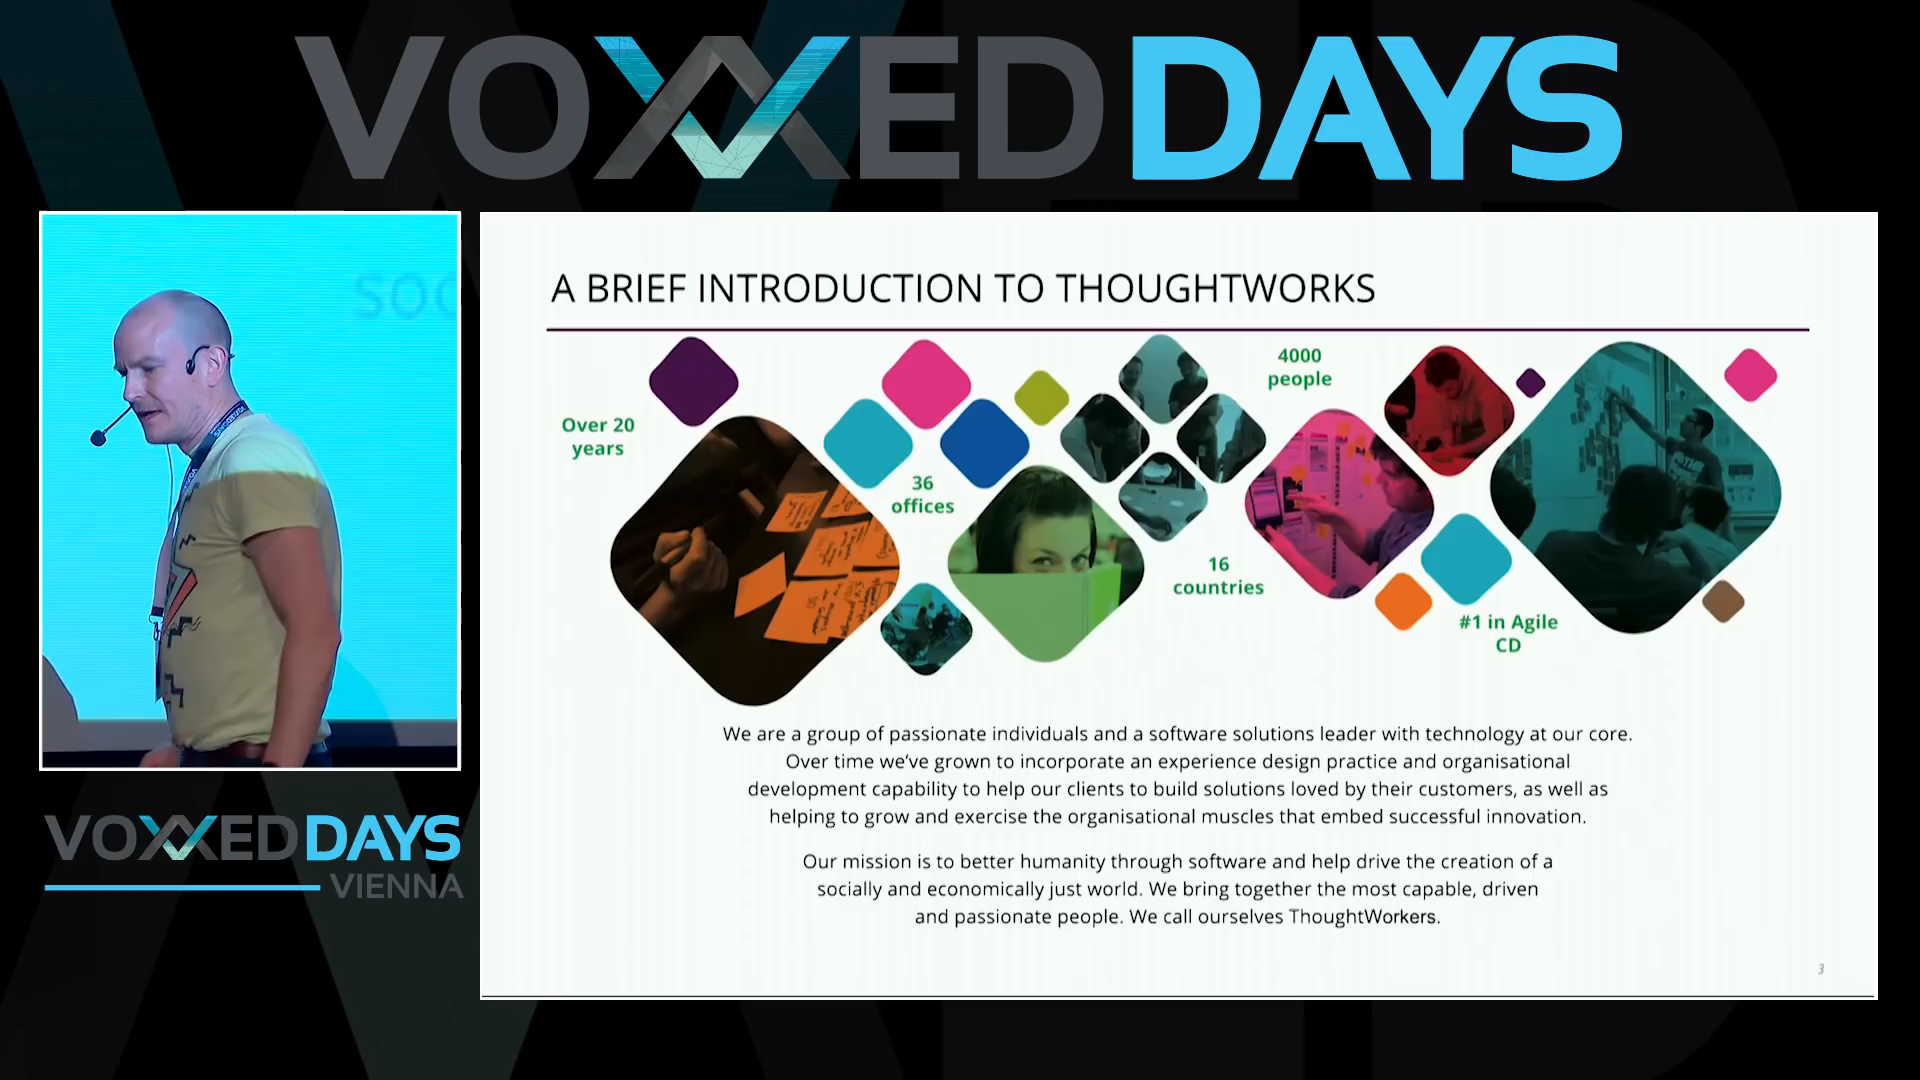 VOXXED DAYS
SOC
A BRIEF INTRODUCTION TO THOUGHTWORKS
Over 20
years
36
offices
4000
people
16
countries
#1 in Agile
CD
We are a group of passionate individuals and a software solutions leader with technology at our core.
Over time we've grown to incorporate an experience design practice and organisational
development capability to help our clients to build solutions loved by their customers, as well as
helping to grow and exercise the organisational muscles that embed successful innovation.
Our mission is to better humanity through software and help drive the creation of a
socially and economically just world. We bring together the most capable, driven
and passionate people. We call ourselves ThoughtWorkers.
3
VOXXED DAYS
VIENNA